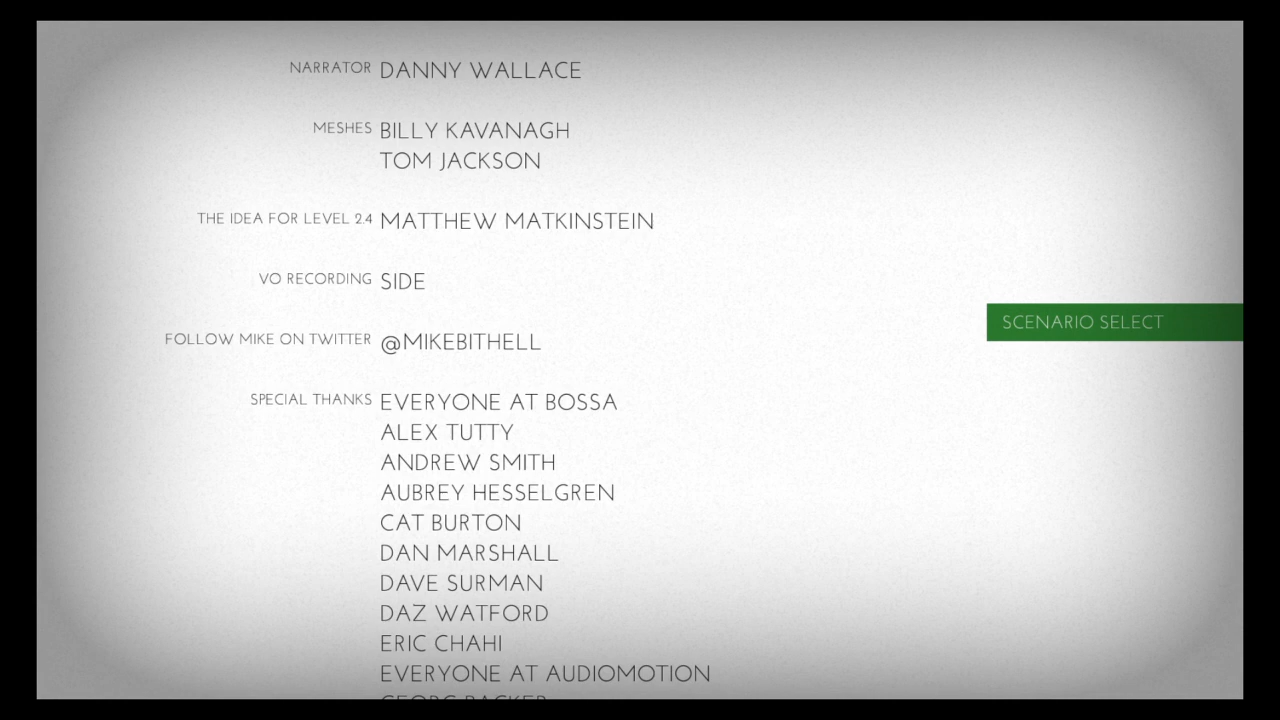 NARRATOR DANNY WALLACE
MESHES BILLY KAVANAGH
TOM JACKSON
THE IDEA FOR LEVEL 2.4 MATTHEW MATKINSTEIN
VO RECORDING SIDE
SCENARIO SELECT
FOLLOW MIKE ON TWITTER @MIKEBITHELL
SPECIAL THANKS EVERYONE AT BOSSA
ALEX TUTTY
ANDREW SMITH
AUBREY HESSELGREN
CAT BURTON
DAN MARSHALL
DAVE SURMAN
DAZ WATFORD
ERIC CHAHI
EVERYONE AT AUDIOMOTION